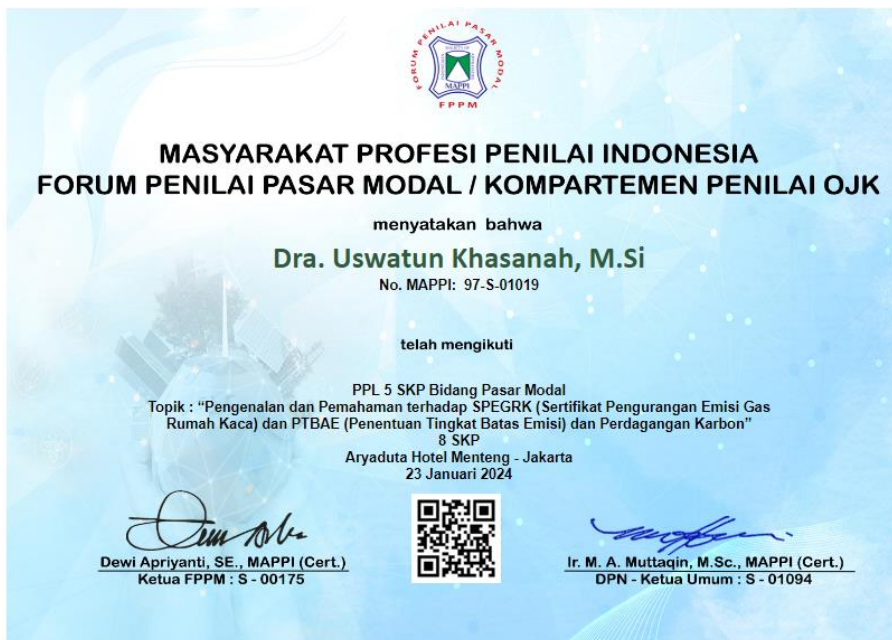 FORUM PENILAI PASAR MODAL
MAPPI
FPPM
MASYARAKAT PROFESI PENILAI INDONESIA
FORUM PENILAI PASAR MODAL / KOMPARTEMEN PENILAI OJK
menyatakan bahwa
Dra. Uswatun Khasanah, M.Si
No. MAPPI: 97-S-01019
telah mengikuti
PPL 5 SKP Bidang Pasar Modal
Topik : “Pengenalan dan Pemahaman terhadap SPEGRK (Sertifikat Pengurangan Emisi Gas
Rumah Kaca) dan PTBAE (Penentuan Tingkat Batas Emisi) dan Perdagangan Karbon”
8 SKP
Aryaduta Hotel Menteng - Jakarta
23 Januari 2024
Dewi Apriyanti, SE., MAPPI (Cert.)
Ketua FPPM : S - 00175
Ir. M. A. Muttaqin, M.Sc., MAPPI (Cert.)
DPN - Ketua Umum : S - 01094